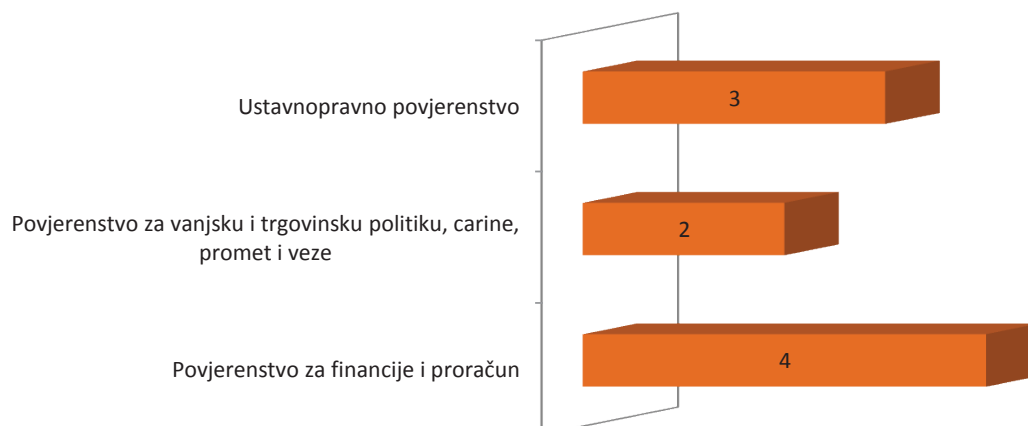 Ustavnopravno povjerenstvo
3
Povjerenstvo za vanjsku i trgovinsku politiku, carine,
promet i veze
2
Povjerenstvo za financije i proračun
4